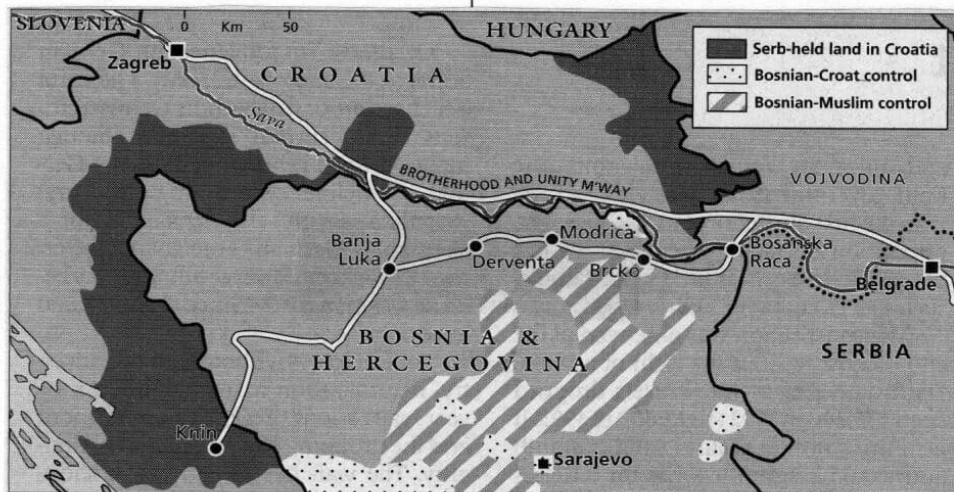 SLOVENIA
0 Km 50
HUNGARY
Zagreb
CROATIA
Sava
Serb-held land in Croatia
Bosnian-Croat control
Bosnian-Muslim control
BROTHERHOOD AND UNITY M'WAY
VOJVODINA
Banja
Luka
Derventa
Modrica
Brcko
Bosanska
Raca
Belgrade
BOSNIA &
HERCEGOVINA
SERBIA
Knin
Sarajevo